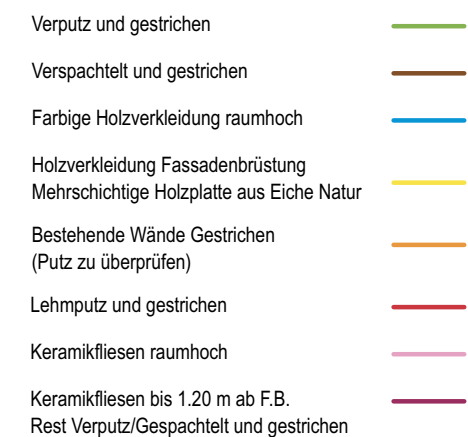 Verputz und gestrichen
Verspachtelt und gestrichen
Farbige Holzverkleidung raumhoch
Holzverkleidung Fassadenbrüstung
Mehrschichtige Holzplatte aus Eiche Natur
Bestehende Wände Gestrichen
(Putz zu überprüfen)
Lehmputz und gestrichen
Keramikfliesen raumhoch
Keramikfliesen bis 1.20 m ab F.B.
Rest Verputz/Gespachtelt und gestrichen